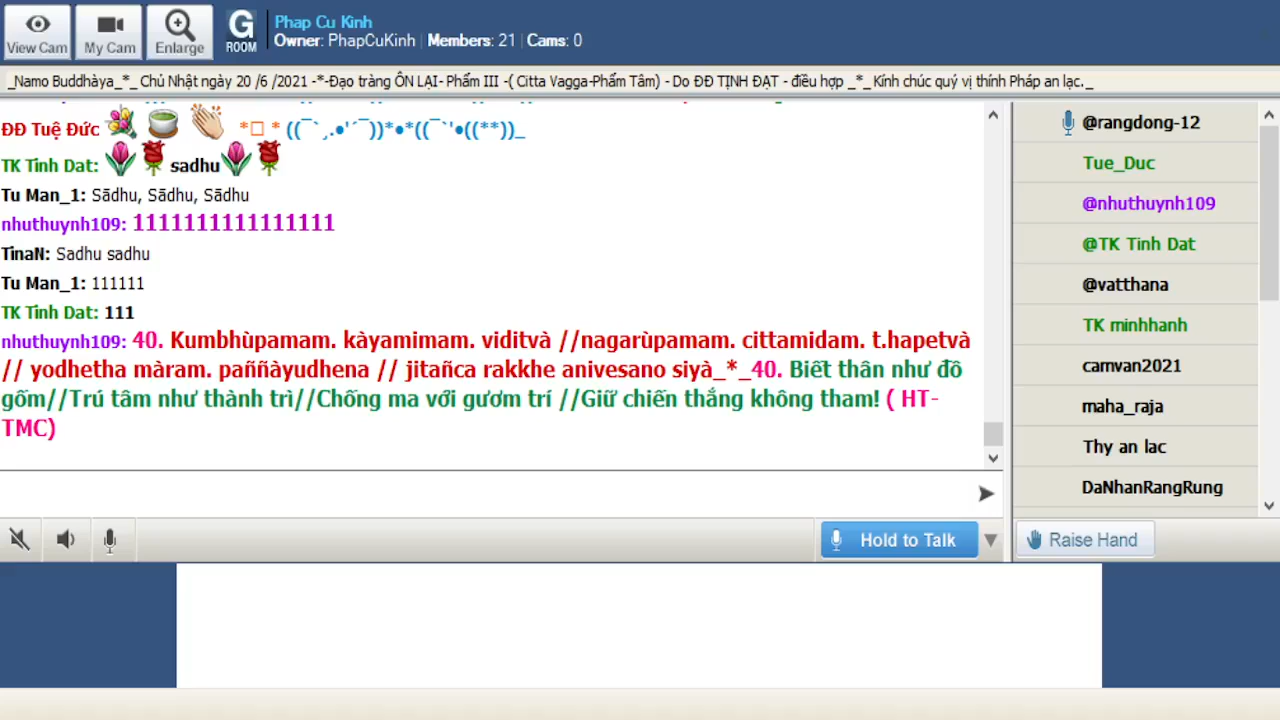 View Cam
My Cam
Enlarge
G
ROOM
Phap Cu Kinh
Owner: PhapCuKinh | Members: 21 | Cams: 0
_Namo Buddhàya_*_ Chủ Nhật ngày 20 /6 /2021 -*-Đạo tràng ÔN LẠI- Phẩm III -( Citta Vagga-Phẩm Tâm) - Do ĐĐ TỊNH ĐẠT - điều hợp _*_Kính chúc quý vị thính Pháp an lạc._
ĐĐ Tuệ Đức *□ * ((¯`¸.•'´¯))*•*((¯`'•((**))_
TK Tinh Dat: sadhu
Tu Man_1: Sādhu, Sādhu, Sādhu
nhuthuynh109: 1111111111111111
TinaN: Sadhu sadhu
Tu Man_1: 111111
TK Tinh Dat: 111
nhuthuynh109: 40. Kumbhùpamam. kàyamimam. viditvà //nagarùpamam. cittamidam. t.hapetvà
// yodhetha màram. paññàyudhena // jitañca rakkhe anivesano siyà_*_40. Biết thân như đồ
gốm//Trú tâm như thành trì//Chống ma với gươm trí //Giữ chiến thắng không tham! ( HT-
TMC)
@rangdong-12
Tue_Duc
@nhuthuynh109
@TK Tinh Dat
@vatthana
TK minhhanh
camvan2021
maha_raja
Thy an lac
DaNhanRangRung
Hold to Talk
Raise Hand